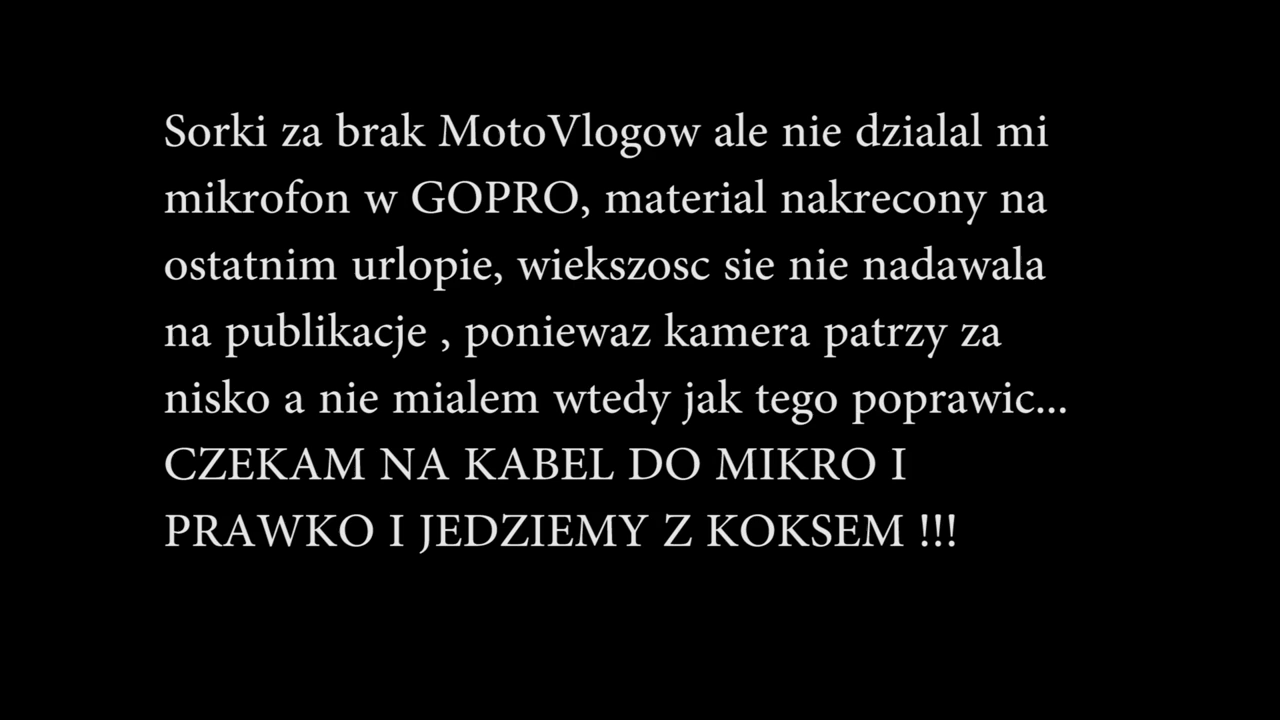 Sorki za brak MotoVlogow ale nie dzialal mi
mikrofon w GOPRO, material nakrecony na
ostatnim urlopie, wiekszosc sie nie nadawala
na publikacje , poniewaz kamera patrzy za
nisko a nie mialem wtedy jak tego poprawic...
CZEKAM NA KABEL DO MIKRO I
PRAWKO I JEDZIEMY Z KOKSEM !!!